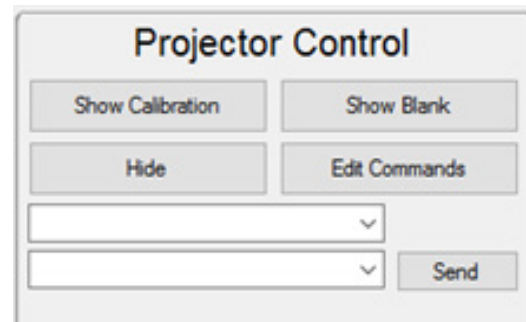 Projector Control
Show Calibration Show Blank
Hide Edit Commands
Send